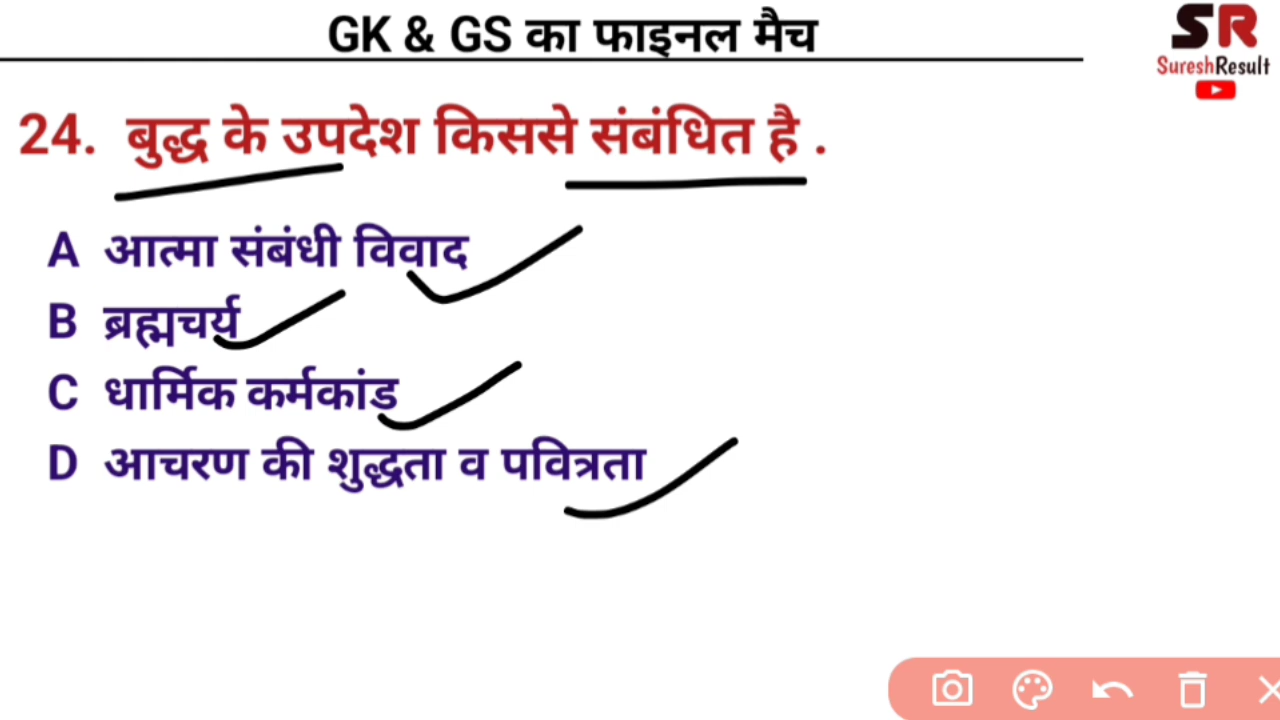 GK & GS का फाइनल मैच
SR
SureshResult
24. बुद्ध के उपदेश किससे संबंधित है .
A आत्मा संबंधी विवाद
B ब्रह्मचर्य
C धार्मिक कर्मकांड
D आचरण की शुद्धता व पवित्रता